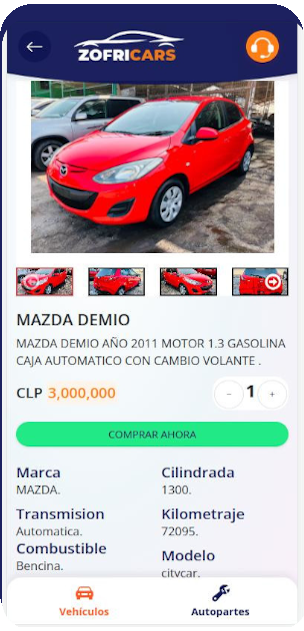 ZOFRICARS
MAZDA DEMIO
MAZDA DEMIO AÑO 2011 MOTOR 1.3 GASOLINA
CAJA AUTOMATICO CON CAMBIO VOLANTE .
CLP 3,000,000
- 1 +
COMPRAR AHORA
Marca
MAZDA.
Cilindrada
1300.
Transmision
Automatica.
Kilometraje
72095.
Combustible
Bencina.
Modelo
citycar.
Vehículos
Autopartes